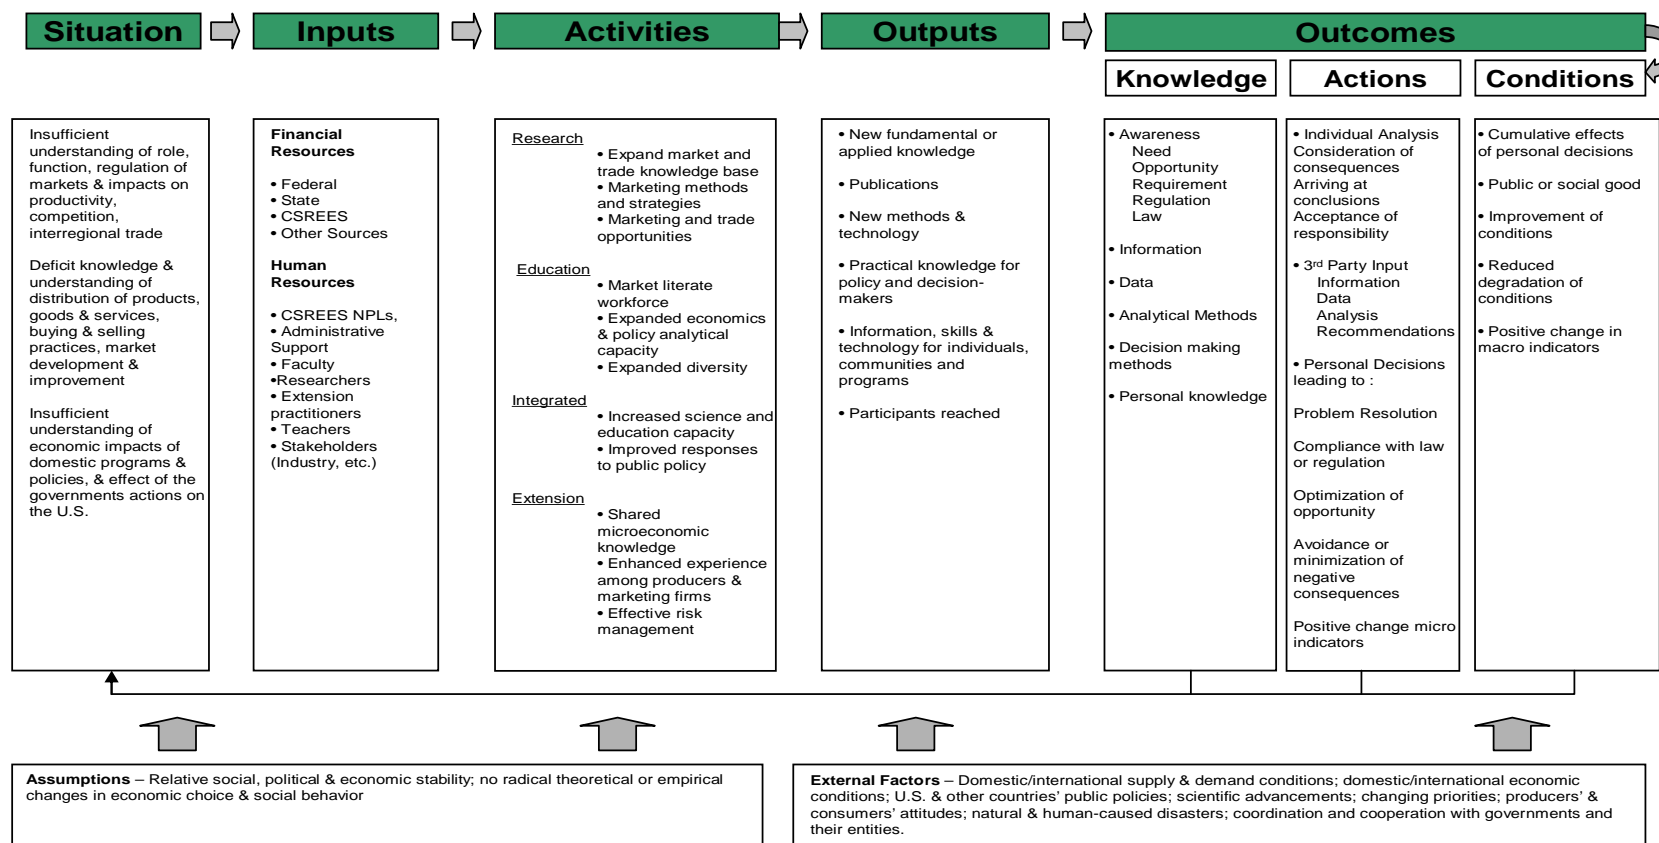 Situation
Inputs
Activities
Outputs
Outcomes
Knowledge
Actions
Conditions
Insufficient
understanding of role,
function, regulation of
markets & impacts on
productivity,
competition,
interregional trade
Deficit knowledge &
understanding of
distribution of products,
goods & services,
buying & selling
practices, market
development &
improvement
Insufficient
understanding of
economic impacts of
domestic programs &
policies, & effect of the
governments actions on
the U.S.
Financial
Resources
• Federal
• State
• CSREES
• Other Sources
Human
Resources
• CSREES NPLs,
• Administrative
Support
• Faculty
•Researchers
• Extension
practitioners
• Teachers
• Stakeholders
(Industry, etc.)
Research
• Expand market and
trade knowledge base
• Marketing methods
and strategies
• Marketing and trade
opportunities
Education
• Market literate
workforce
• Expanded economics
& policy analytical
capacity
• Expanded diversity
Integrated
• Increased science and
education capacity
• Improved responses
to public policy
Extension
• Shared
microeconomic
knowledge
• Enhanced experience
among producers &
marketing firms
• Effective risk
management
• New fundamental or
applied knowledge
• Publications
• New methods &
technology
• Practical knowledge for
policy and decision-
makers
• Information, skills &
technology for individuals,
communities and
programs
• Participants reached
• Awareness
Need
Opportunity
Requirement
Regulation
Law
• Information
• Data
• Analytical Methods
• Decision making
methods
• Personal knowledge
• Individual Analysis
Consideration of
consequences
Arriving at
conclusions
Acceptance of
responsibility
• 3rd Party Input
Information
Data
Analysis
Recommendations
• Personal Decisions
leading to :
Problem Resolution
Compliance with law
or regulation
Optimization of
opportunity
Avoidance or
minimization of
negative
consequences
Positive change micro
indicators
• Cumulative effects
of personal decisions
• Public or social good
• Improvement of
conditions
• Reduced
degradation of
conditions
• Positive change in
macro indicators
Assumptions – Relative social, political & economic stability; no radical theoretical or empirical
changes in economic choice & social behavior
External Factors – Domestic/international supply & demand conditions; domestic/international economic
conditions; U.S. & other countries’ public policies; scientific advancements; changing priorities; producers’ &
consumers’ attitudes; natural & human-caused disasters; coordination and cooperation with governments and
their entities.